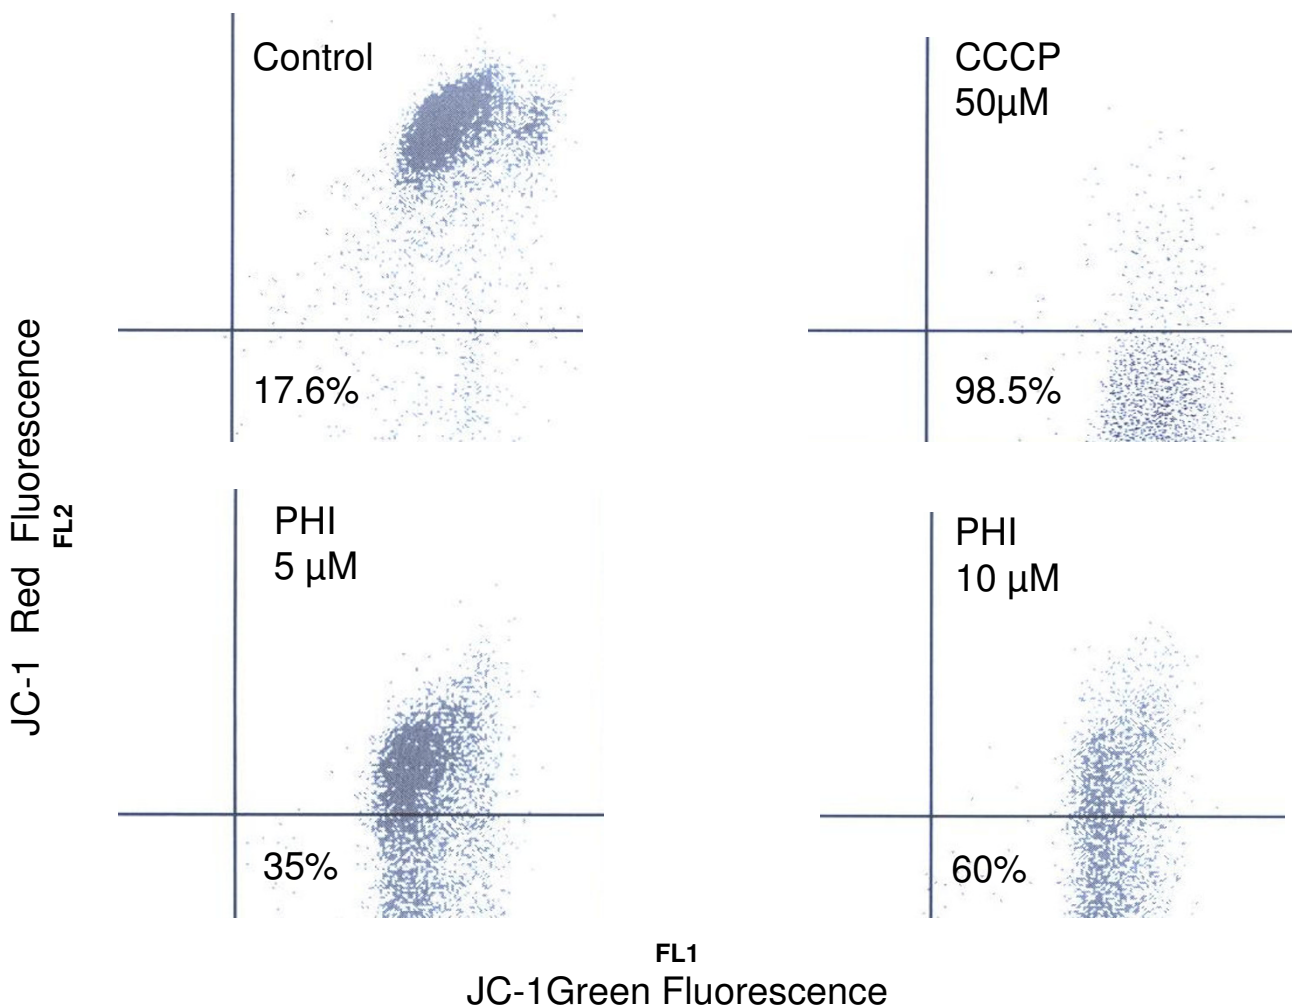 Control
CCCP
50µM
17.6%
98.5%
JC-1 Red Fluorescence
FL2
PHI
5 µM
PHI
10 µM
35%
60%
FL1
JC-1Green Fluorescence